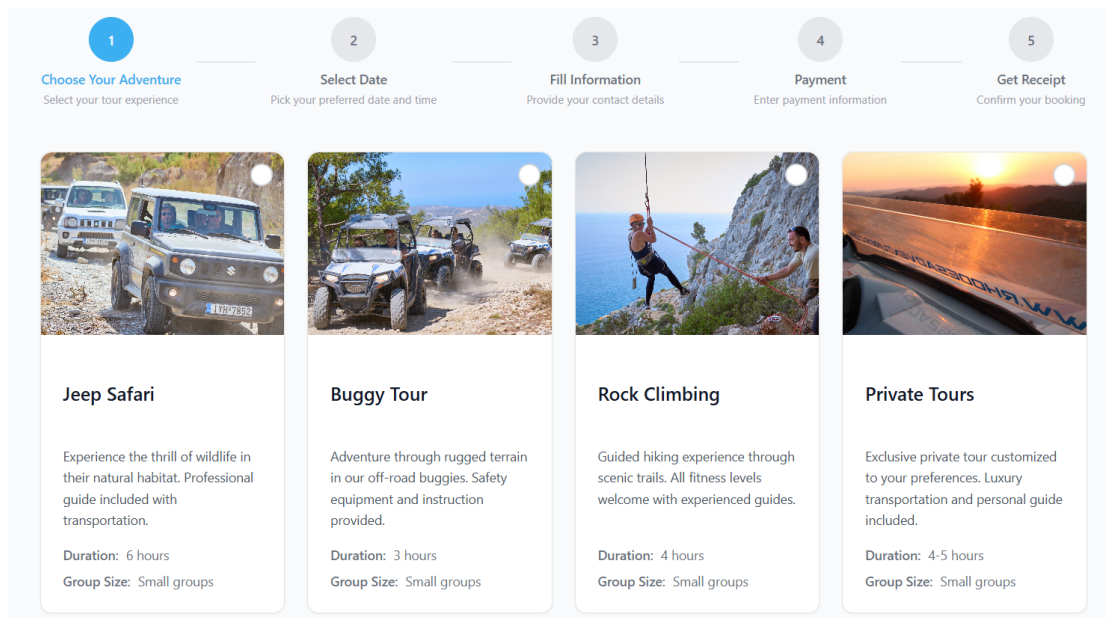 1
2
3
4
5
Choose Your Adventure
Select Date
Fill Information
Payment
Get Receipt
Select your tour experience
Pick your preferred date and time
Provide your contact details
Enter payment information
Confirm your booking
Jeep Safari
Experience the thrill of wildlife in
their natural habitat. Professional
guide included with
transportation.
Duration: 6 hours
Group Size: Small groups
Buggy Tour
Adventure through rugged terrain
in our off-road buggies. Safety
equipment and instruction
provided.
Duration: 3 hours
Group Size: Small groups
Rock Climbing
Guided hiking experience through
scenic trails. All fitness levels
welcome with experienced guides.
Duration: 4 hours
Group Size: Small groups
Private Tours
Exclusive private tour customized
to your preferences. Luxury
transportation and personal guide
included.
Duration: 4-5 hours
Group Size: Small groups